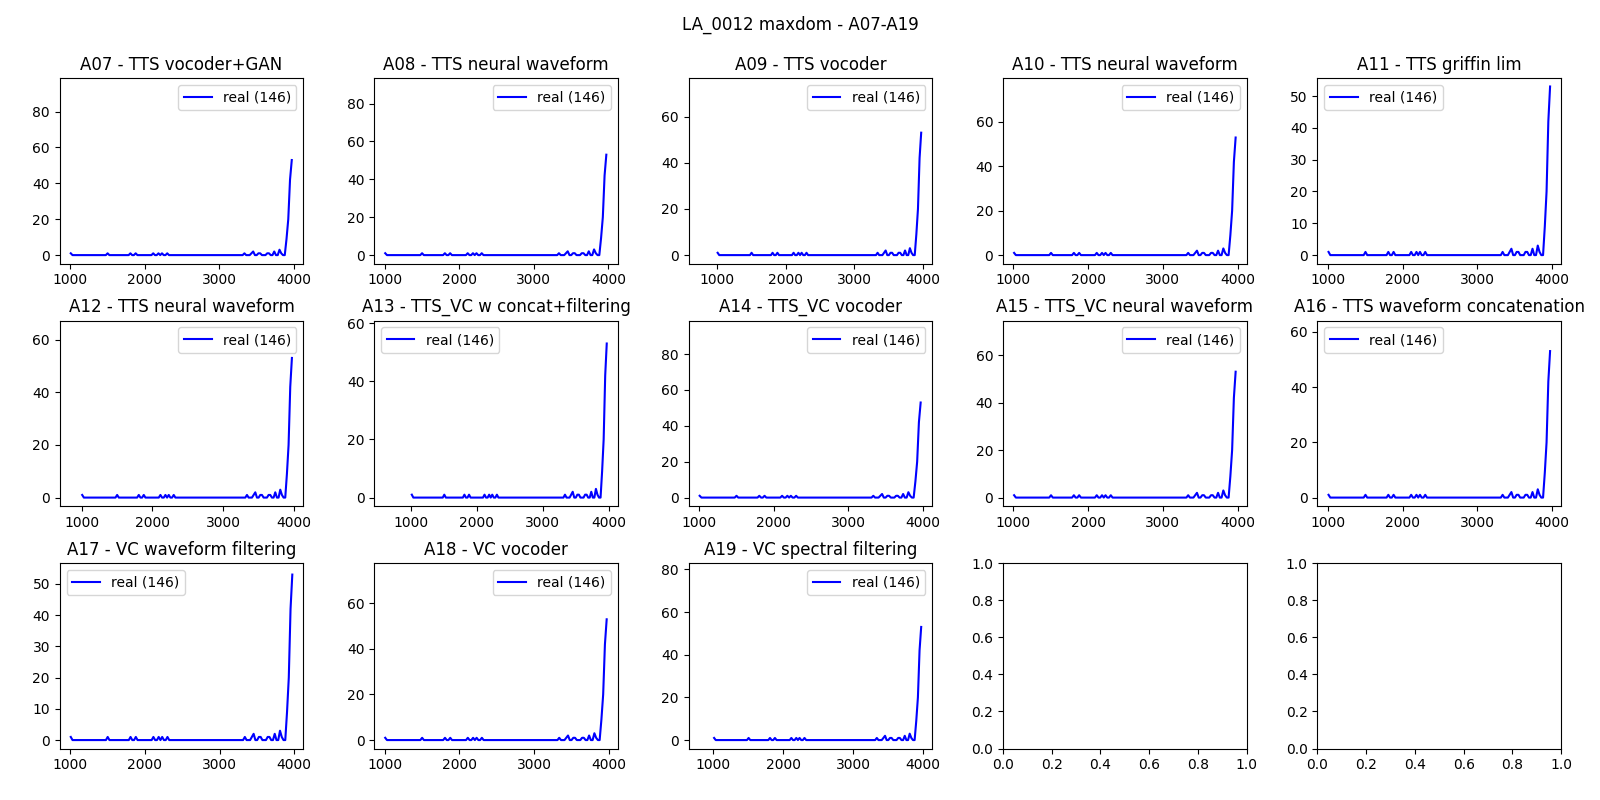 LA_0012 maxdom - A07-A19
A07 - TTS vocoder+GAN
A08 - TTS neural waveform
A09 - TTS vocoder
A10 - TTS neural waveform
A11 - TTS griffin lim
real (146)
real (146)
real (146)
real (146)
real (146)
80
60
40
20
0
80
60
40
20
0
60
40
20
0
60
40
20
0
50
40
30
20
10
0
1000 2000 3000 4000
1000 2000 3000 4000
1000 2000 3000 4000
1000 2000 3000 4000
1000 2000 3000 4000
A12 - TTS neural waveform
A13 - TTS_VC w concat+filtering
A14 - TTS_VC vocoder
A15 - TTS_VC neural waveform
A16 - TTS waveform concatenation
real (146)
real (146)
real (146)
real (146)
real (146)
60
40
20
0
60
40
20
0
80
60
40
20
0
60
40
20
0
60
50
40
30
20
10
0
1000 2000 3000 4000
1000 2000 3000 4000
1000 2000 3000 4000
1000 2000 3000 4000
1000 2000 3000 4000
A17 - VC waveform filtering
A18 - VC vocoder
A19 - VC spectral filtering
real (146)
real (146)
real (146)
50
40
30
20
10
0
60
40
20
0
80
60
40
20
0
1.0
0.8
0.6
0.4
0.2
0.0
1.0
0.8
0.6
0.4
0.2
0.0
1000 2000 3000 4000
1000 2000 3000 4000
1000 2000 3000 4000
0.0 0.2 0.4 0.6 0.8 1.0
0.0 0.2 0.4 0.6 0.8 1.0